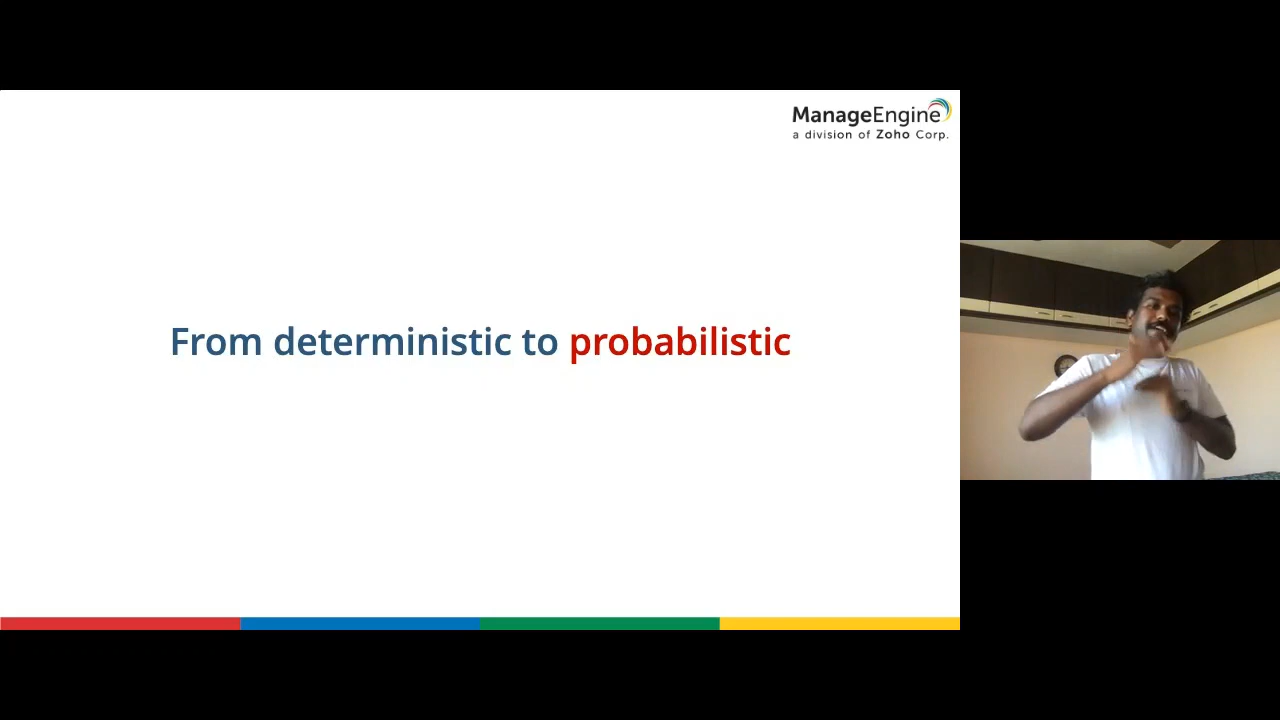 ManageEngine
a division of Zoho Corp.
From deterministic to probabilistic